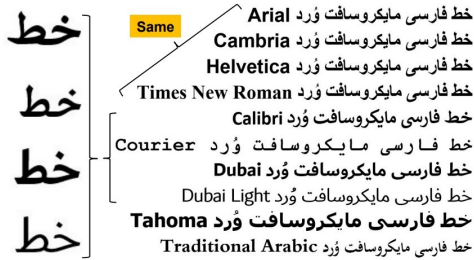 خط
خط
خط
خط
Same
خط فارسی مایکروسافت وُرد Arial
خط فارسی مایکروسافت وُرد Cambria
خط فارسی مایکروسافت وُرد Helvetica
خط فارسی مایکروسافت وُرد Times New Roman
خط فارسی مایکروسافت وُرد Calibri
خط فارسی مایکروسافت وُرد Courier
خط فارسی مایکروسافت وُرد Dubai
خط فارسی مایکروسافت وُرد Dubai Light
خط فارسی مایکروسافت وُرد Tahoma
خط فارسی مایکروسافت وُرد Traditional Arabic